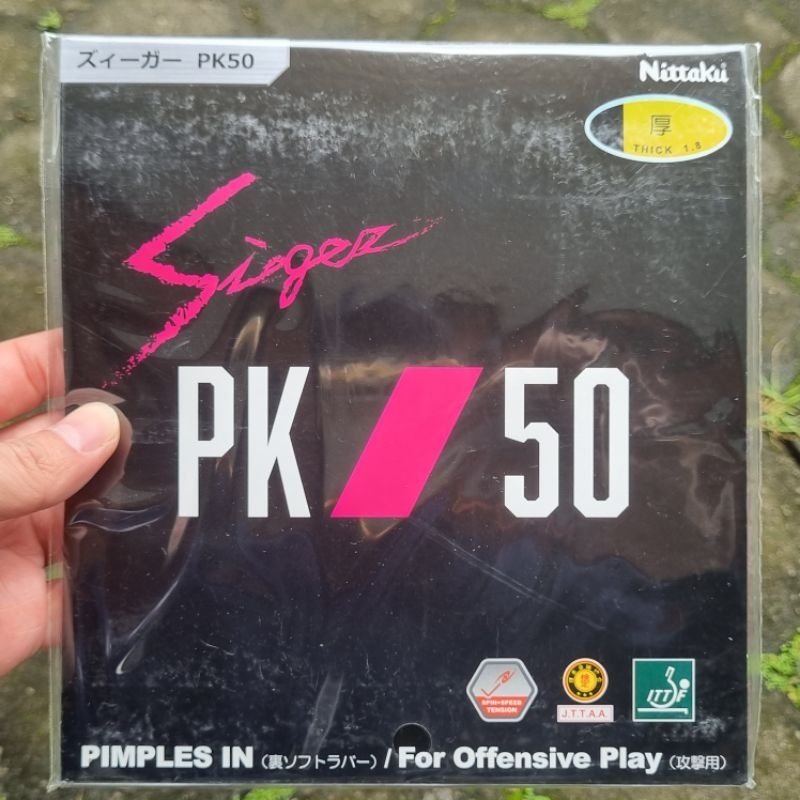 ズィーガー PK50
Nittaku
厚
THICK 1.8
Sieger
PK 50
SPIN×SPEED
TENSION
J.T.T.A.A.
ITTF
PIMPLES IN (裏ソフトラバー) / For Offensive Play (攻撃用)